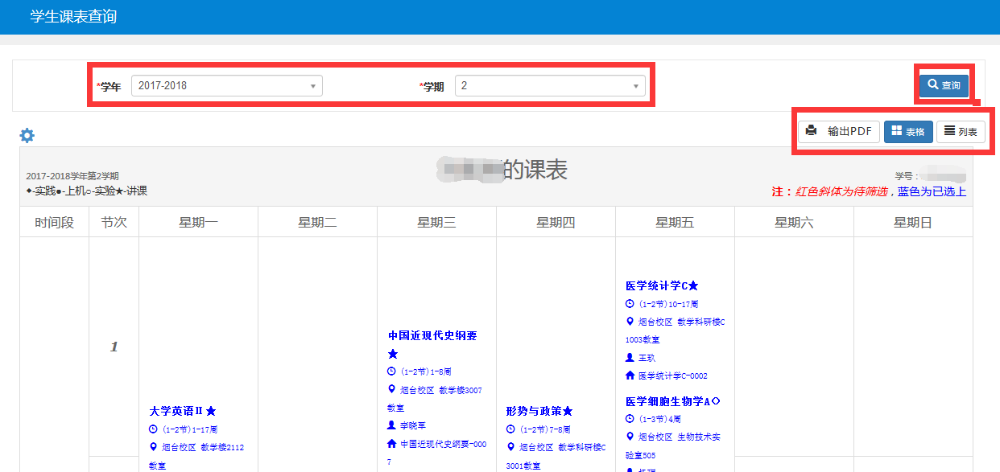 学生课表查询
*学年 2017-2018 *学期 2 查询
输出PDF 表格 列表
的课表
2017-2018学年第2学期 学号：
◆-实践●-上机○-实验★-讲课 注：红色斜体为待筛选，蓝色为已选上
时间段 节次 星期一 星期二 星期三 星期四 星期五 星期六 星期日
1
大学英语Ⅱ★
(1-2节)1-17周
烟台校区 教学楼2112
教室
中国近现代史纲要
★
(1-2节)1-8周
烟台校区 教学楼3007
教室
李晓军
中国近现代史纲要-000
7
形势与政策★
(1-2节)7-8周
烟台校区 教学科研楼C
3001教室
医学统计学C★
(1-2节)10-17周
烟台校区 教学科研楼C
1003教室
王玖
医学统计学C-0002
医学细胞生物学A○
(1-3节)4周
烟台校区 生物技术实
验室505